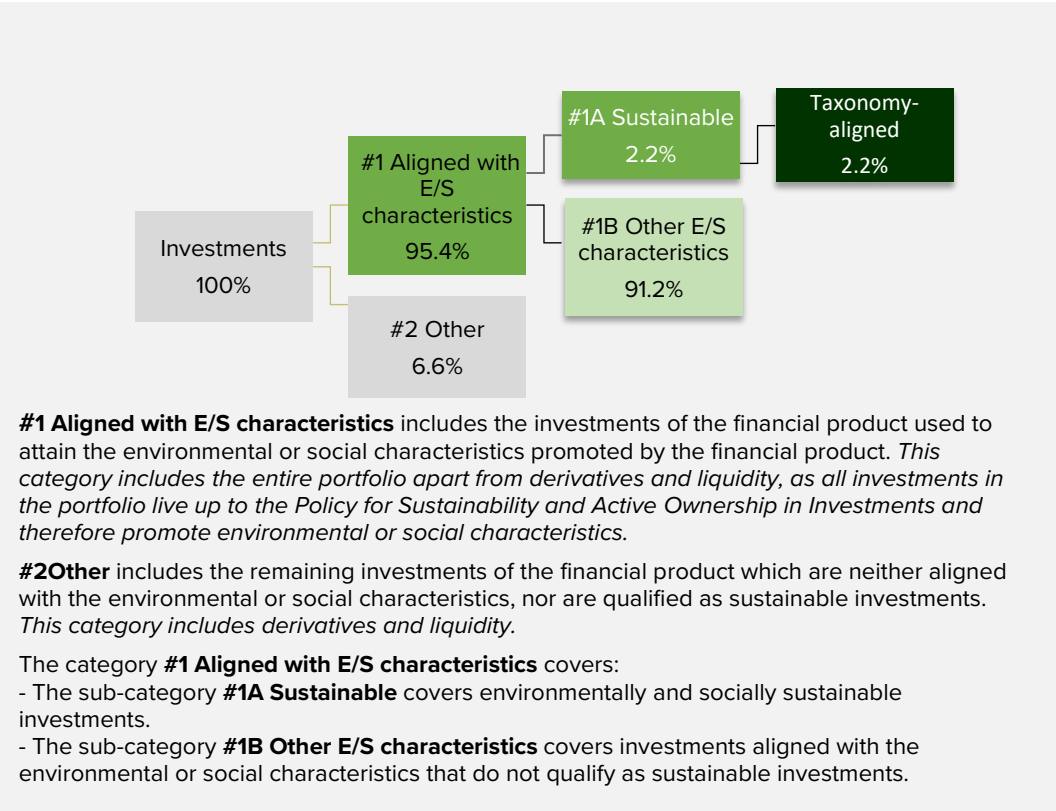 Investments
100%
#1 Aligned with
E/S
characteristics
95.4%
#2 Other
6.6%
#1A Sustainable
2.2%
#1B Other E/S
characteristics
91.2%
Taxonomy-
aligned
2.2%
#1 Aligned with E/S characteristics includes the investments of the financial product used to
attain the environmental or social characteristics promoted by the financial product. This
category includes the entire portfolio apart from derivatives and liquidity, as all investments in
the portfolio live up to the Policy for Sustainability and Active Ownership in Investments and
therefore promote environmental or social characteristics.
#2Other includes the remaining investments of the financial product which are neither aligned
with the environmental or social characteristics, nor are qualified as sustainable investments.
This category includes derivatives and liquidity.
The category #1 Aligned with E/S characteristics covers:
- The sub-category #1A Sustainable covers environmentally and socially sustainable
investments.
- The sub-category #1B Other E/S characteristics covers investments aligned with the
environmental or social characteristics that do not qualify as sustainable investments.